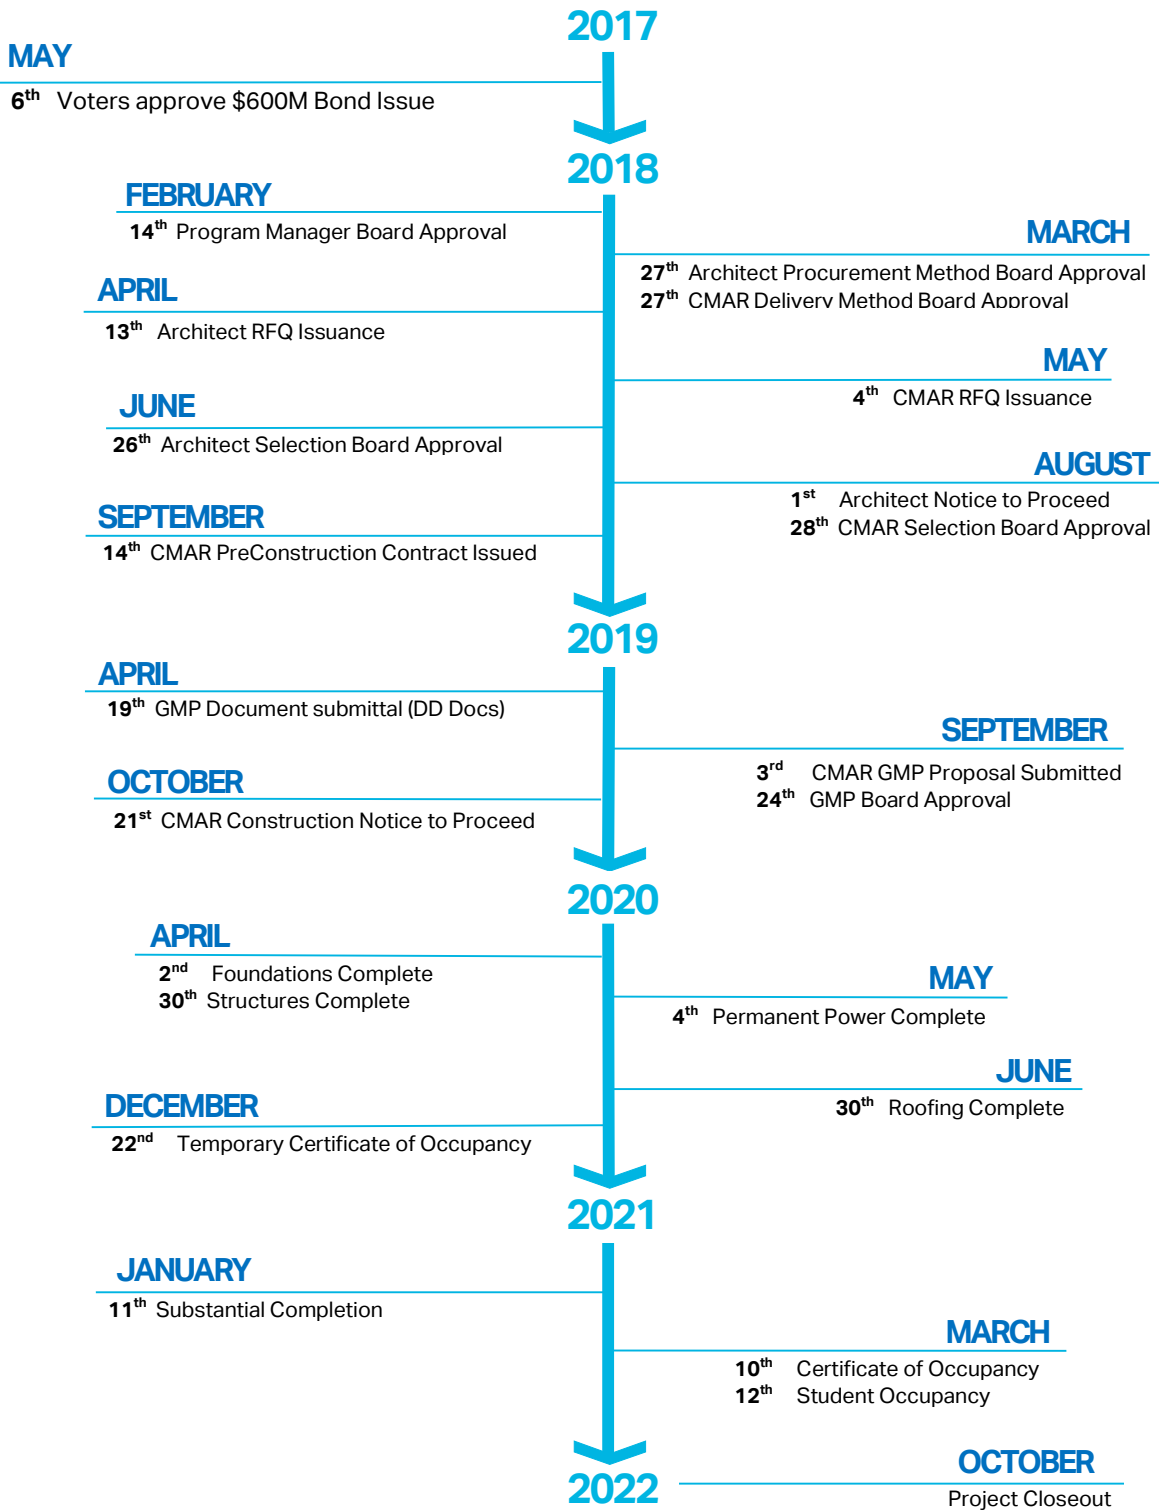 2017
MAY
6th Voters approve $600M Bond Issue
2018
FEBRUARY
14th Program Manager Board Approval
MARCH
27th Architect Procurement Method Board Approval
27th CMAR Delivery Method Board Approval
APRIL
13th Architect RFQ Issuance
MAY
4th CMAR RFQ Issuance
JUNE
26th Architect Selection Board Approval
AUGUST
1st Architect Notice to Proceed
28th CMAR Selection Board Approval
SEPTEMBER
14th CMAR PreConstruction Contract Issued
2019
APRIL
19th GMP Document submittal (DD Docs)
SEPTEMBER
3rd CMAR GMP Proposal Submitted
24th GMP Board Approval
OCTOBER
21st CMAR Construction Notice to Proceed
2020
APRIL
2nd Foundations Complete
30th Structures Complete
MAY
4th Permanent Power Complete
JUNE
30th Roofing Complete
DECEMBER
22nd Temporary Certificate of Occupancy
2021
JANUARY
11th Substantial Completion
MARCH
10th Certificate of Occupancy
12th Student Occupancy
2022
OCTOBER
Project Closeout